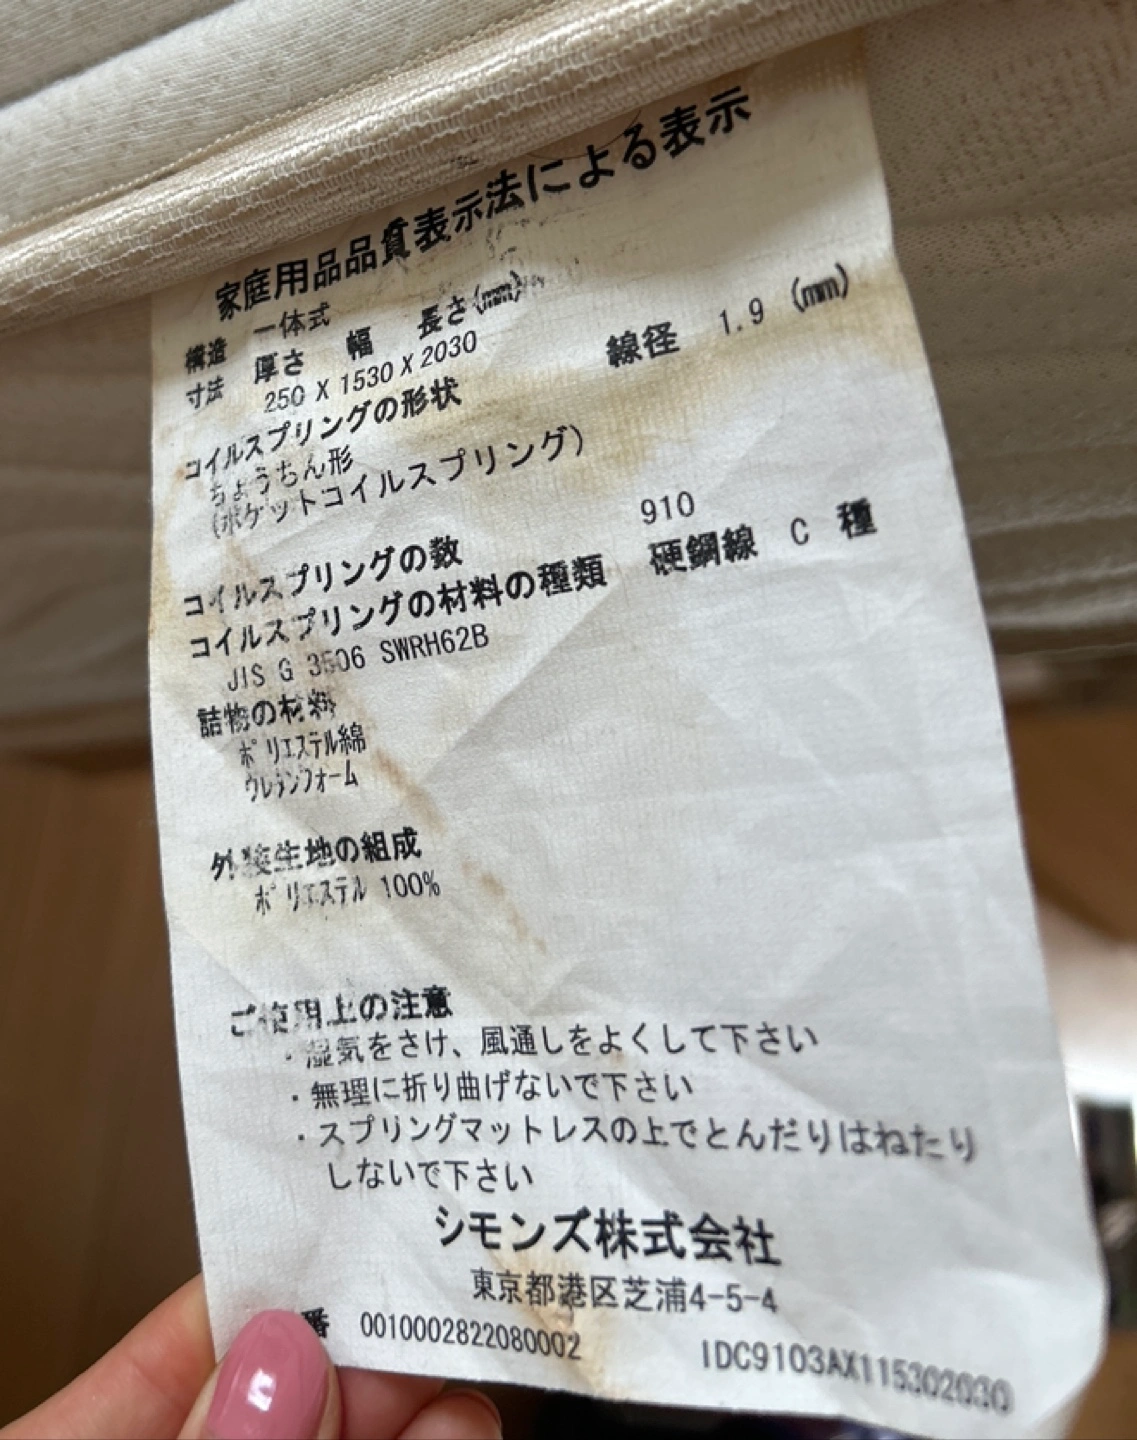 家庭用品品質表示法による表示
構造 一体式
寸法 厚さ 幅 長さ(mm)
250 X 1530 X 2030 線径 1.9 (mm)
コイルスプリングの形状
ちょうちん形
(ポケットコイルスプリング)
コイルスプリングの数 910
コイルスプリングの材料の種類 硬鋼線 C 種
JIS G 3506 SWRH62B
詰物の材料
ポリエステル綿
ウレタンフォーム
外装生地の組成
ポリエステル 100%
ご使用上の注意
・湿気をさけ、風通しをよくして下さい
・無理に折り曲げないで下さい
・スプリングマットレスの上でとんだりはねたり
しないで下さい
シモンズ株式会社
東京都港区芝浦4-5-4
番 0010002822080002 IDC9103AX115302030